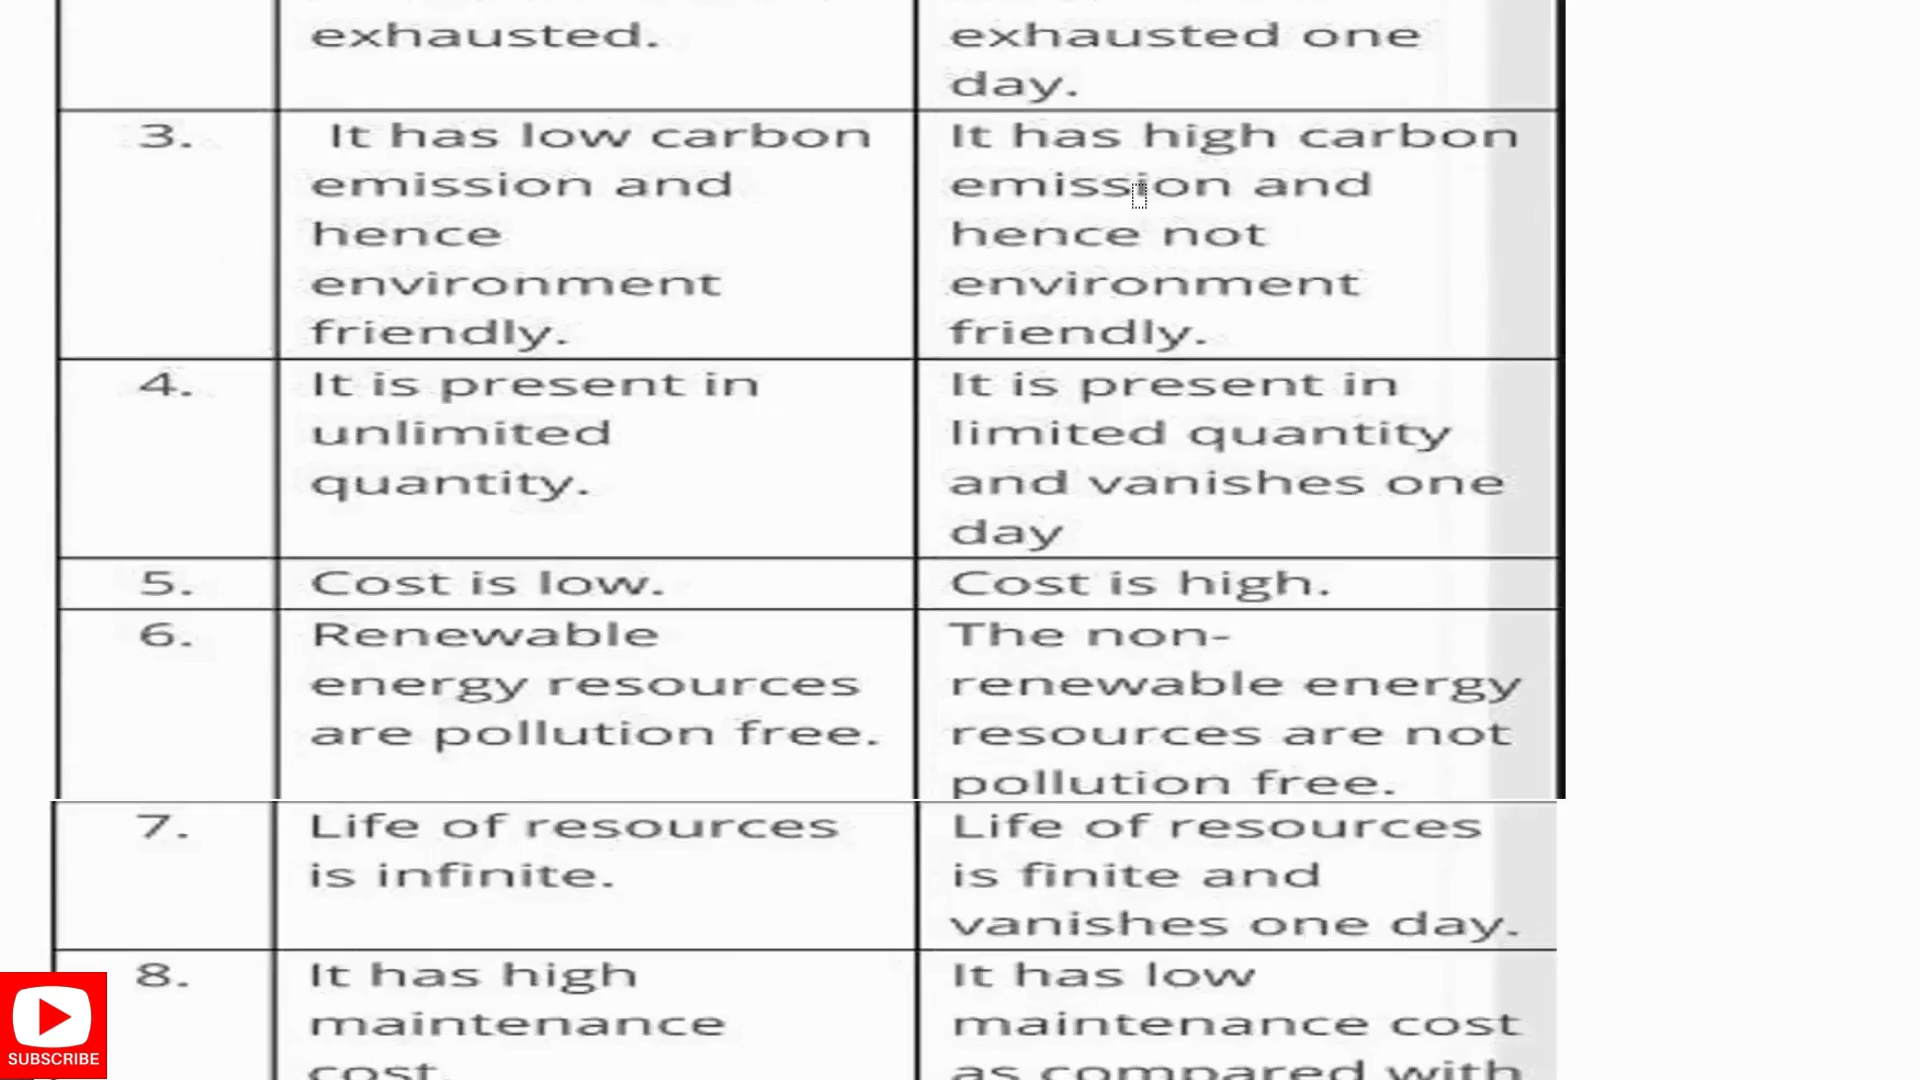 exhausted.
exhausted one
day.
3.
It has low carbon
emission and
hence
environment
friendly.
It has high carbon
emission and
hence not
environment
friendly.
4.
It is present in
unlimited
quantity.
It is present in
limited quantity
and vanishes one
day
5.
Cost is low.
Cost is high.
6.
Renewable
energy resources
are pollution free.
The non-
renewable energy
resources are not
pollution free.
7.
Life of resources
is infinite.
Life of resources
is finite and
vanishes one day.
8.
It has high
maintenance
cost.
It has low
maintenance cost
as compared with
SUBSCRIBE